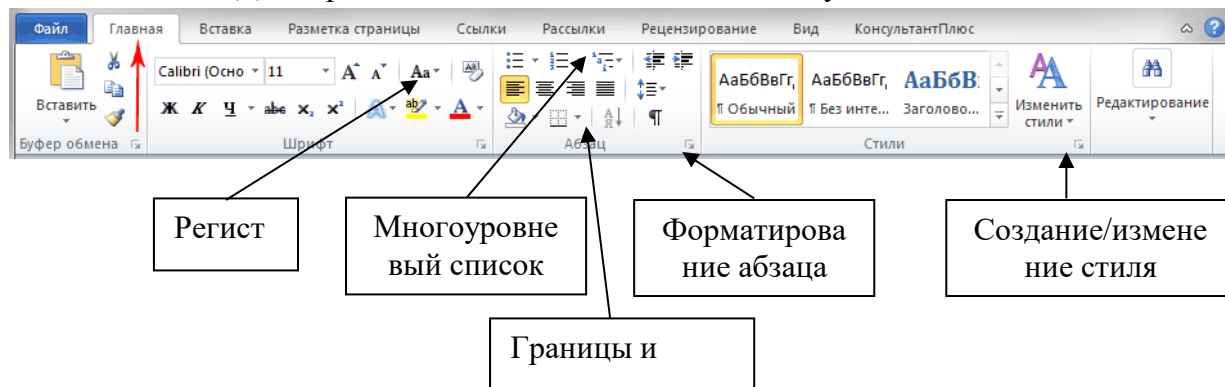 Файл Главная Вставка Разметка страницы Ссылки Рассылки Рецензирование Вид КонсультантПлюс
Calibri (Осно 11 Aa
АаБбВвГг, АаБбВвГг, АаБбВ
Вставить Ж К Ч abc x₂ x² A
¶ Обычный ¶ Без инте... Заголово... Изменить стили Редактирование
Буфер обмена Шрифт Абзац Стили
Регист
Многоуровне
вый список
Форматирова
ние абзаца
Создание/измене
ние стиля
Границы и